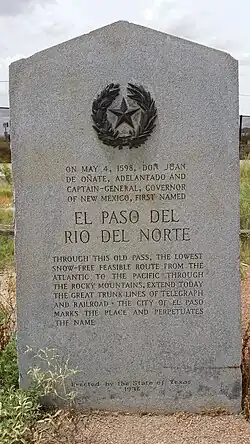 ON MAY 4, 1598, DON JUAN
DE OÑATE, ADELANTADO AND
CAPTAIN-GENERAL, GOVERNOR
OF NEW MEXICO, FIRST NAMED
EL PASO DEL
RIO DEL NORTE
THROUGH THIS OLD PASS, THE LOWEST
SNOW-FREE FEASIBLE ROUTE FROM THE
ATLANTIC TO THE PACIFIC THROUGH
THE ROCKY MOUNTAINS, EXTEND TODAY
THE GREAT TRUNK LINES OF TELEGRAPH
AND RAILROAD • THE CITY OF EL PASO
MARKS THE PLACE AND PERPETUATES
THE NAME
Erected by the State of Texas